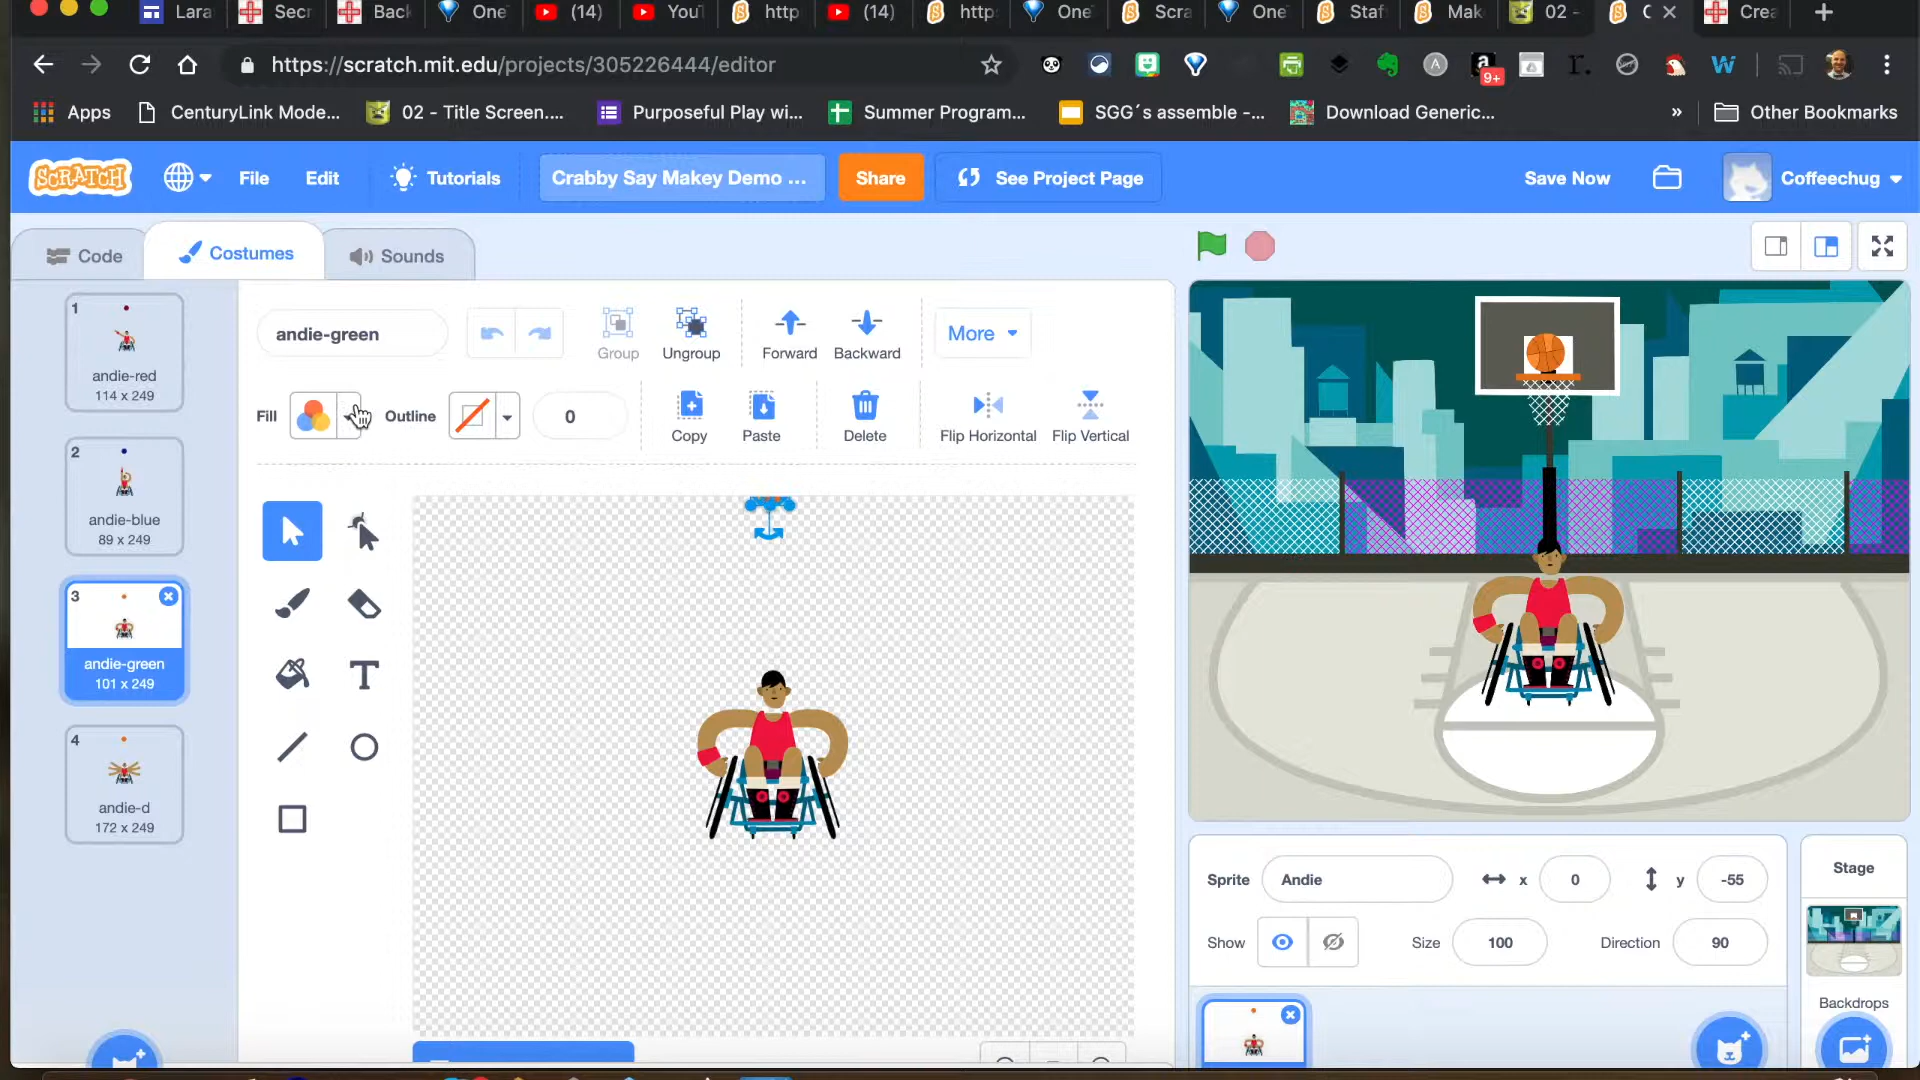 Lara
Secr
Back
One
(14)
You
http
(14)
http
One
Scra
One
Staf
Mak
02 -
C
Crea
https://scratch.mit.edu/projects/305226444/editor
9+
Apps
CenturyLink Mode...
02 - Title Screen....
Purposeful Play wi...
Summer Program...
SGG´s assemble -...
Download Generic...
»
Other Bookmarks
SCRATCH
File
Edit
Tutorials
Crabby Say Makey Demo ...
Share
See Project Page
Save Now
Coffeechug
Code
Costumes
Sounds
1
andie-red
114 x 249
2
andie-blue
89 x 249
3
andie-green
101 x 249
4
andie-d
172 x 249
andie-green
Group
Ungroup
Forward
Backward
More
Fill
Outline
0
Copy
Paste
Delete
Flip Horizontal
Flip Vertical
T
Sprite
Andie
x
0
y
-55
Show
Size
100
Direction
90
Stage
Backdrops